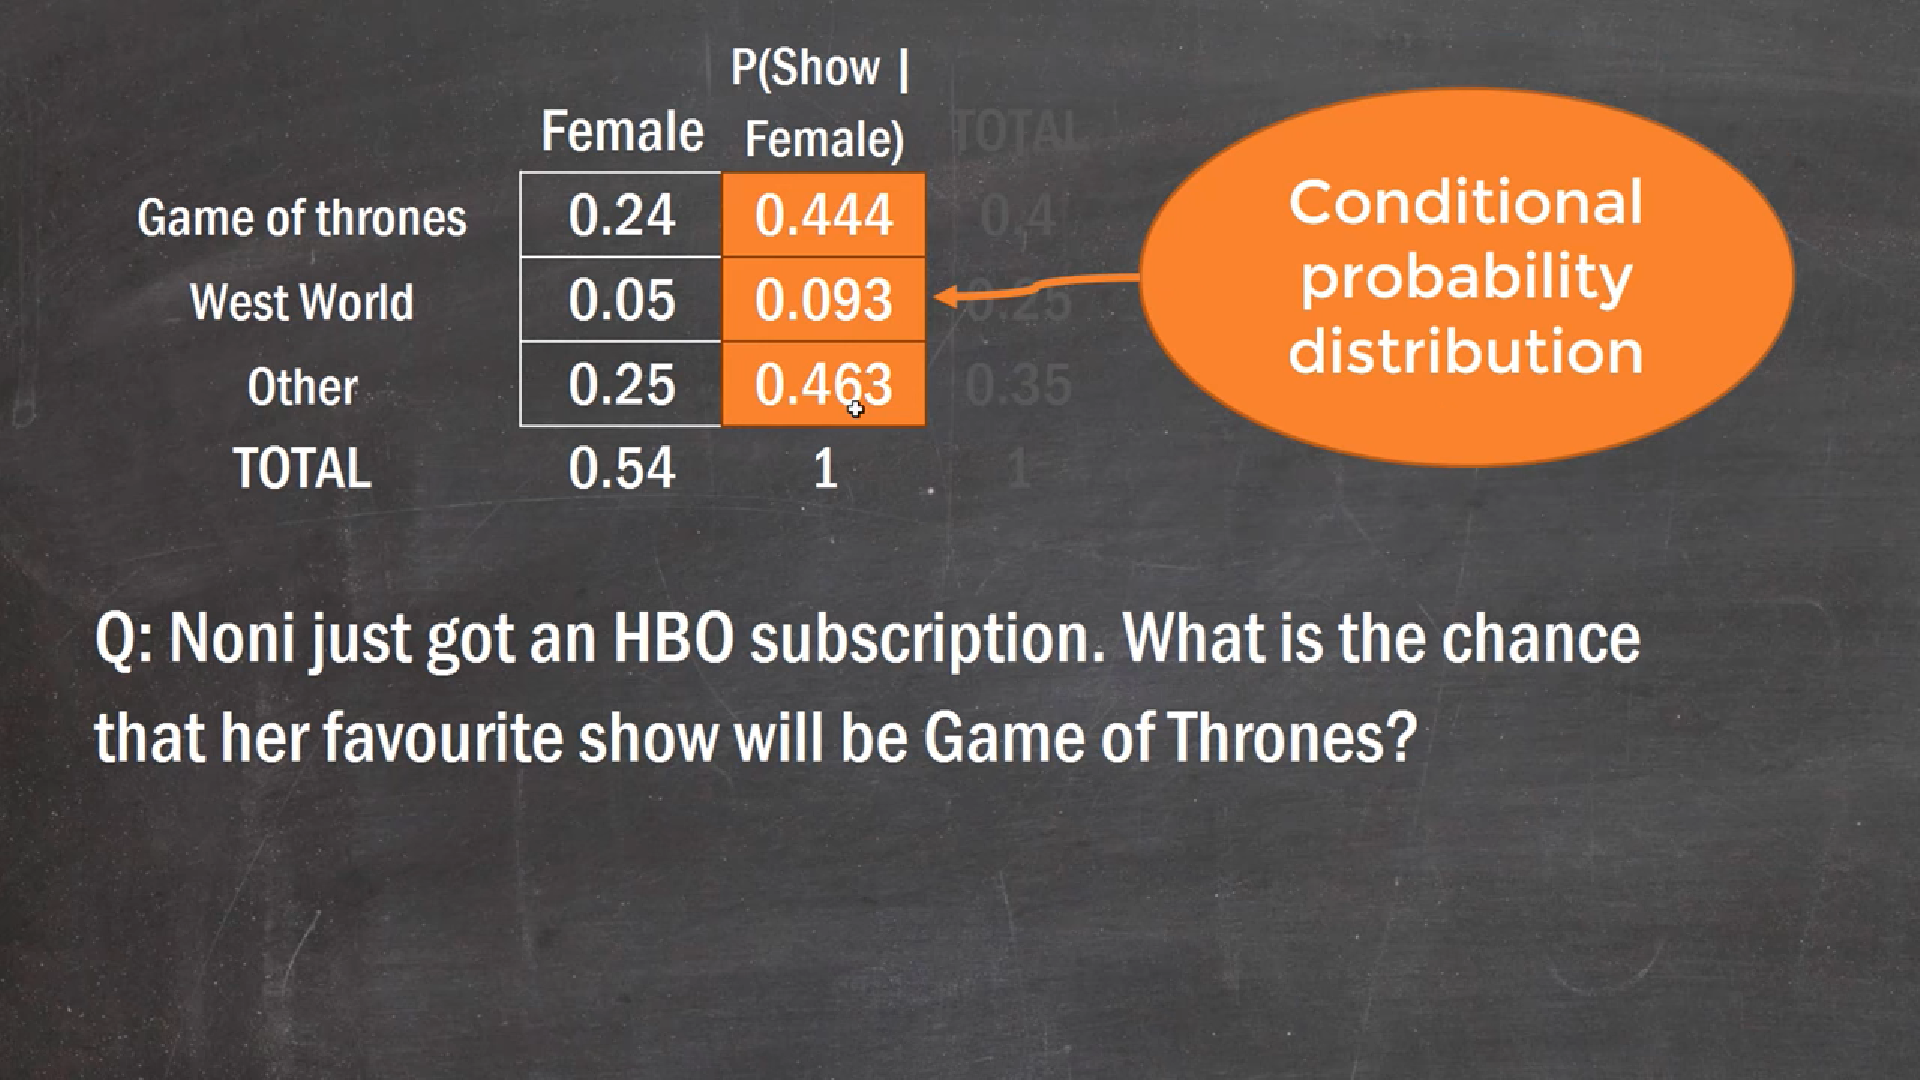 P(Show |
Female Female) TOTAL
Game of thrones 0.24 0.444 0.4
West World 0.05 0.093 0.25
Other 0.25 0.463 0.35
TOTAL 0.54 1 1
Conditional
probability
distribution
Q: Noni just got an HBO subscription. What is the chance
that her favourite show will be Game of Thrones?